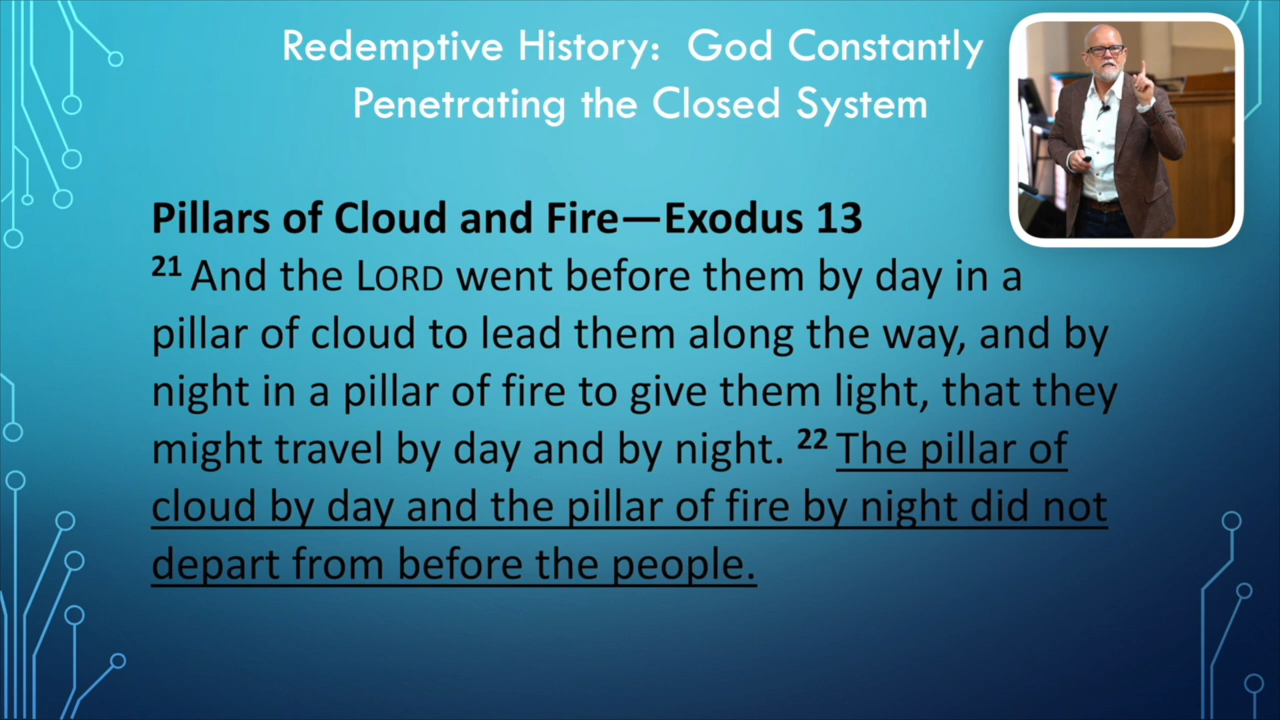 Redemptive History:  God Constantly
Penetrating the Closed System
Pillars of Cloud and Fire—Exodus 13
21 And the LORD went before them by day in a
pillar of cloud to lead them along the way, and by
night in a pillar of fire to give them light, that they
might travel by day and by night. 22 The pillar of
cloud by day and the pillar of fire by night did not
depart from before the people.